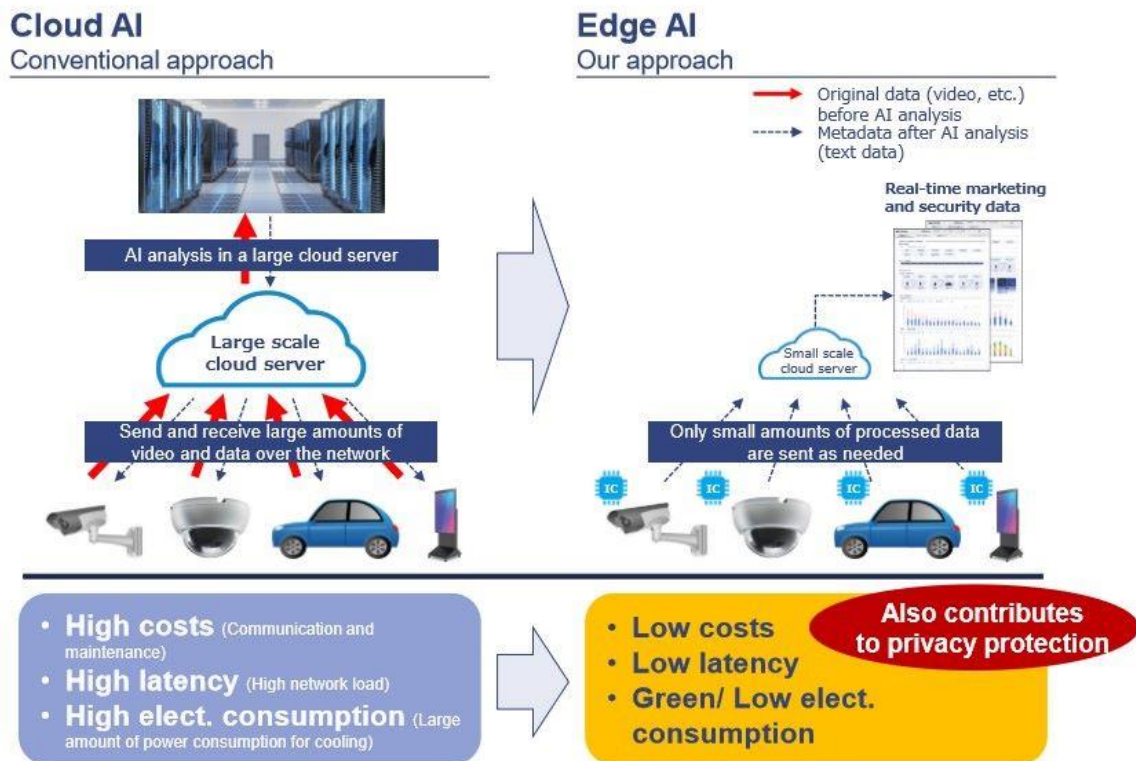 Cloud AI
Conventional approach
AI analysis in a large cloud server
Large scale
cloud server
Send and receive large amounts of
video and data over the network
Edge AI
Our approach
Original data (video, etc.)
before AI analysis
Metadata after AI analysis
(text data)
Real-time marketing
and security data
Small scale
cloud server
Only small amounts of processed data
are sent as needed
IC
IC
IC
IC
• High costs (Communication and
maintenance)
• High latency (High network load)
• High elect. consumption (Large
amount of power consumption for cooling)
Also contributes
to privacy protection
• Low costs
• Low latency
• Green/ Low elect.
consumption